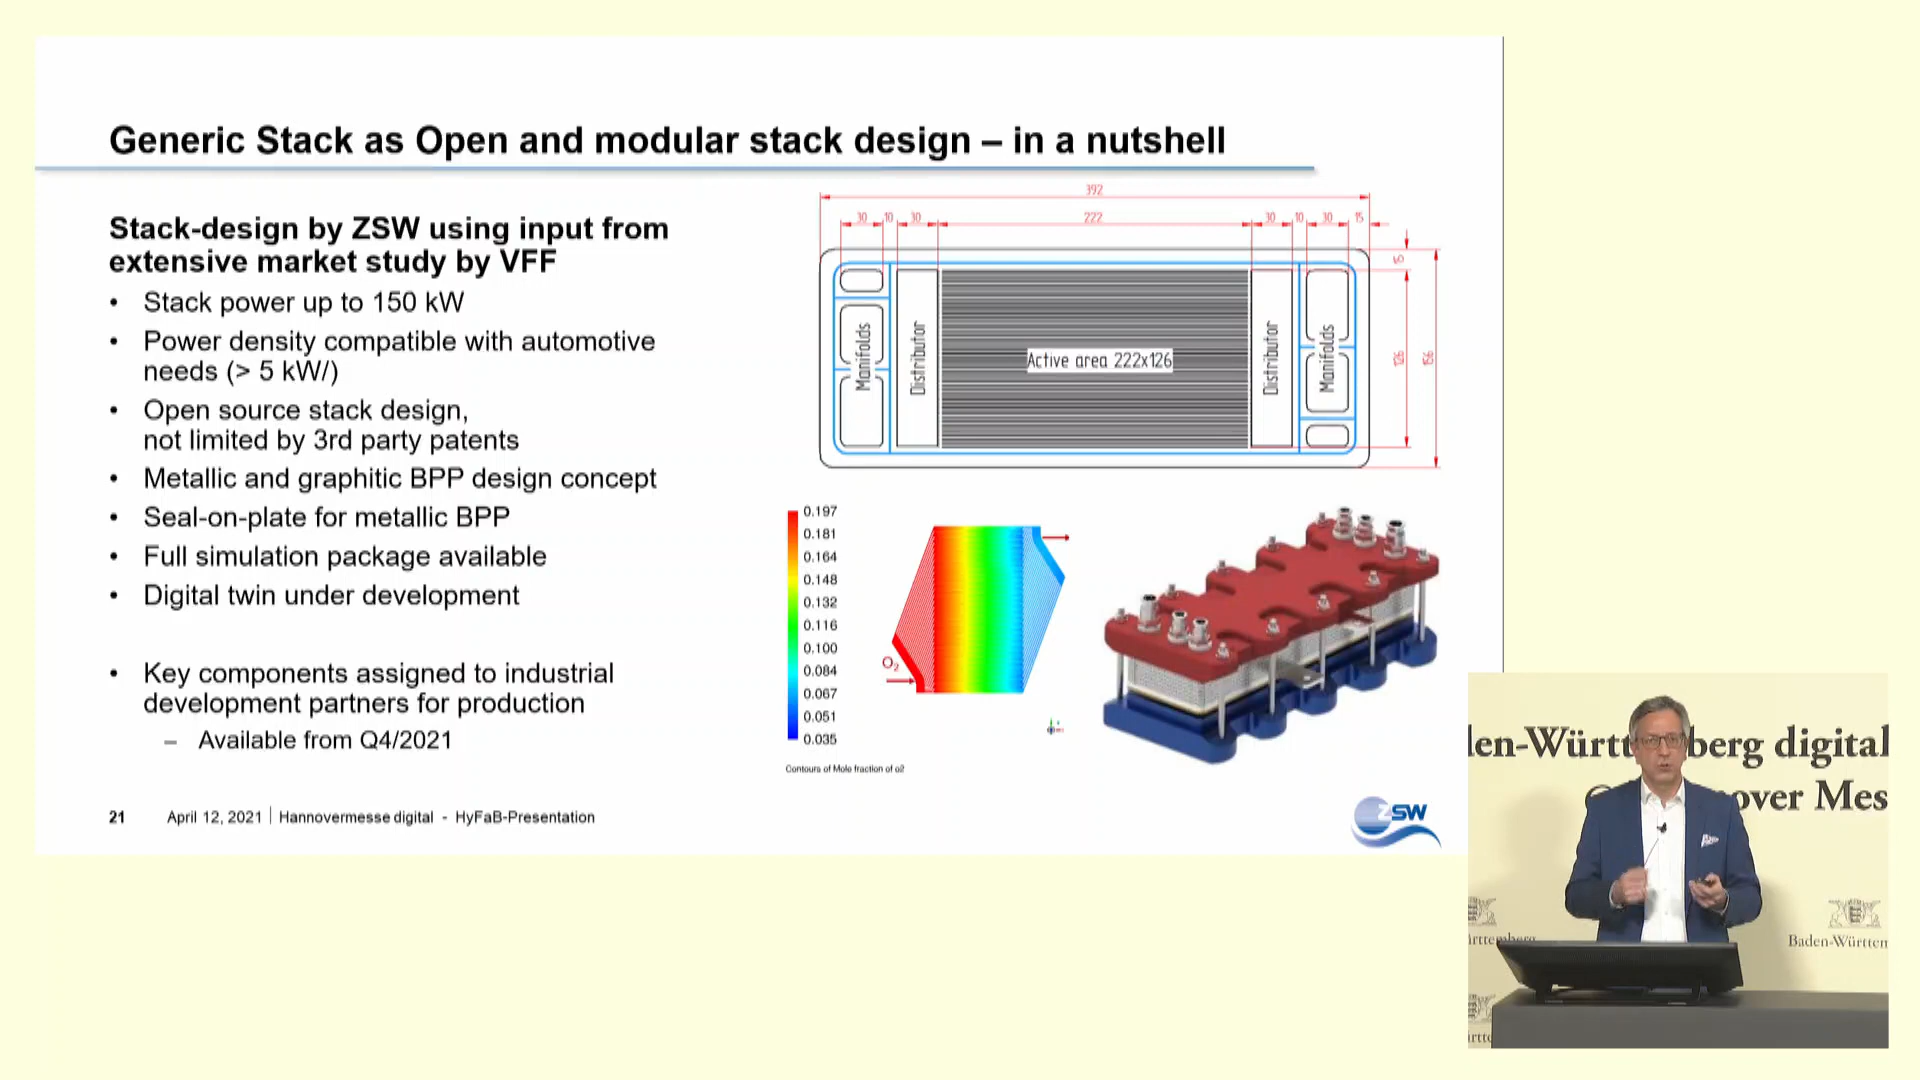 Generic Stack as Open and modular stack design – in a nutshell
Stack-design by ZSW using input from
extensive market study by VFF
• Stack power up to 150 kW
• Power density compatible with automotive
needs (> 5 kW/)
• Open source stack design,
not limited by 3rd party patents
• Metallic and graphitic BPP design concept
• Seal-on-plate for metallic BPP
• Full simulation package available
• Digital twin under development
• Key components assigned to industrial
development partners for production
– Available from Q4/2021
392
30 10 30 222 30 10 30 15
15
126
156
Manifolds
Distributor
Active area 222x126
Distributor
Manifolds
0.197
0.181
0.164
0.148
0.132
0.116
0.100
0.084
0.067
0.051
0.035
O₂
Contours of Mole fraction of o2
21 April 12, 2021 | Hannovermesse digital - HyFaB-Presentation
ZSW
en-Württ berg digital
over Mes
ürttemberg
Baden-Württem